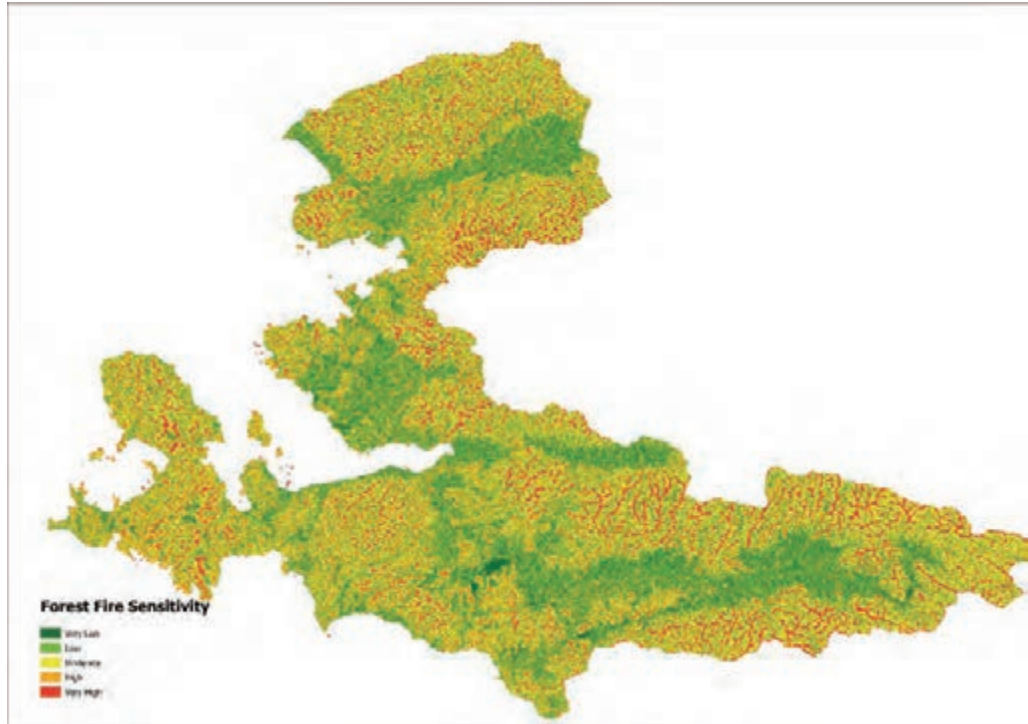 Forest Fire Sensitivity
Very Low
Low
Moderate
High
Very High